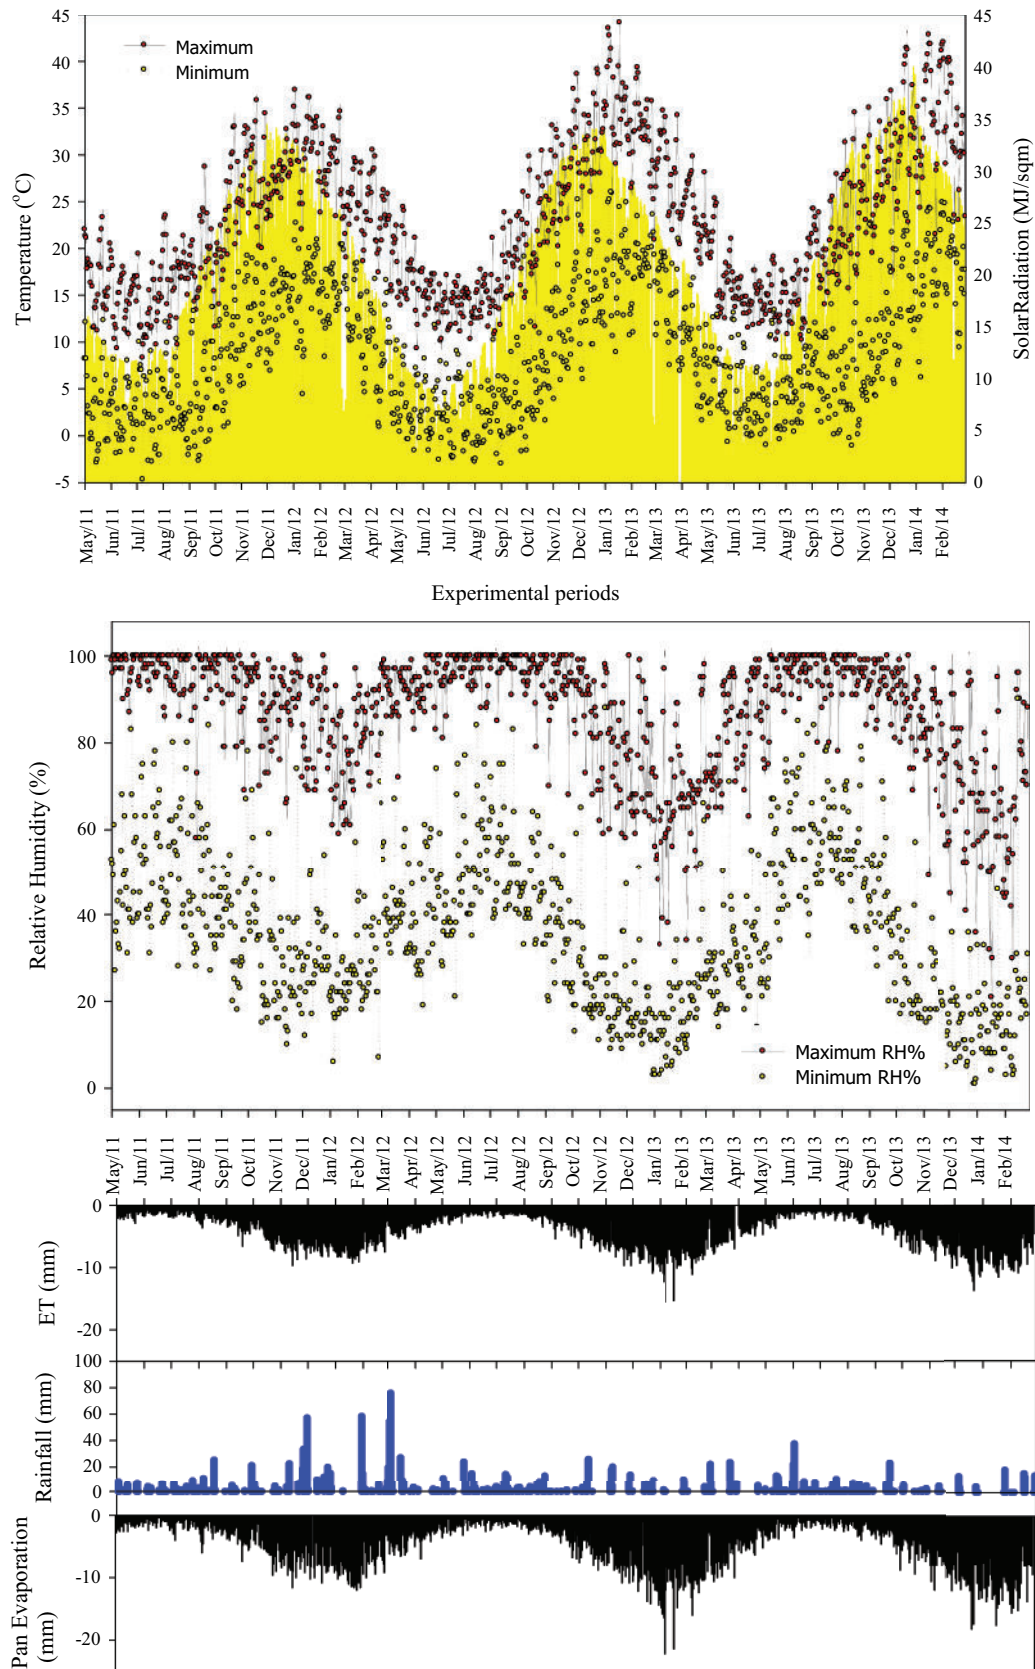 45
40
35
30
25
20
15
10
5
0
-5
Temperature (°C)
Maximum
Minimum
45
40
35
30
25
20
15
10
5
0
SolarRadiation (MJ/sqm)
May/11 Jun/11 Jul/11 Aug/11 Sep/11 Oct/11 Nov/11 Dec/11 Jan/12 Feb/12 Mar/12 Apr/12 May/12 Jun/12 Jul/12 Aug/12 Sep/12 Oct/12 Nov/12 Dec/12 Jan/13 Feb/13 Mar/13 Apr/13 May/13 Jun/13 Jul/13 Aug/13 Sep/13 Oct/13 Nov/13 Dec/13 Jan/14 Feb/14
Experimental periods
100
80
60
40
20
0
Relative Humidity (%)
Maximum RH%
Minimum RH%
May/11 Jun/11 Jul/11 Aug/11 Sep/11 Oct/11 Nov/11 Dec/11 Jan/12 Feb/12 Mar/12 Apr/12 May/12 Jun/12 Jul/12 Aug/12 Sep/12 Oct/12 Nov/12 Dec/12 Jan/13 Feb/13 Mar/13 Apr/13 May/13 Jun/13 Jul/13 Aug/13 Sep/13 Oct/13 Nov/13 Dec/13 Jan/14 Feb/14
0
-10
-20
ET (mm)
100
80
60
40
20
0
Rainfall (mm)
0
-10
-20
Pan Evaporation
(mm)